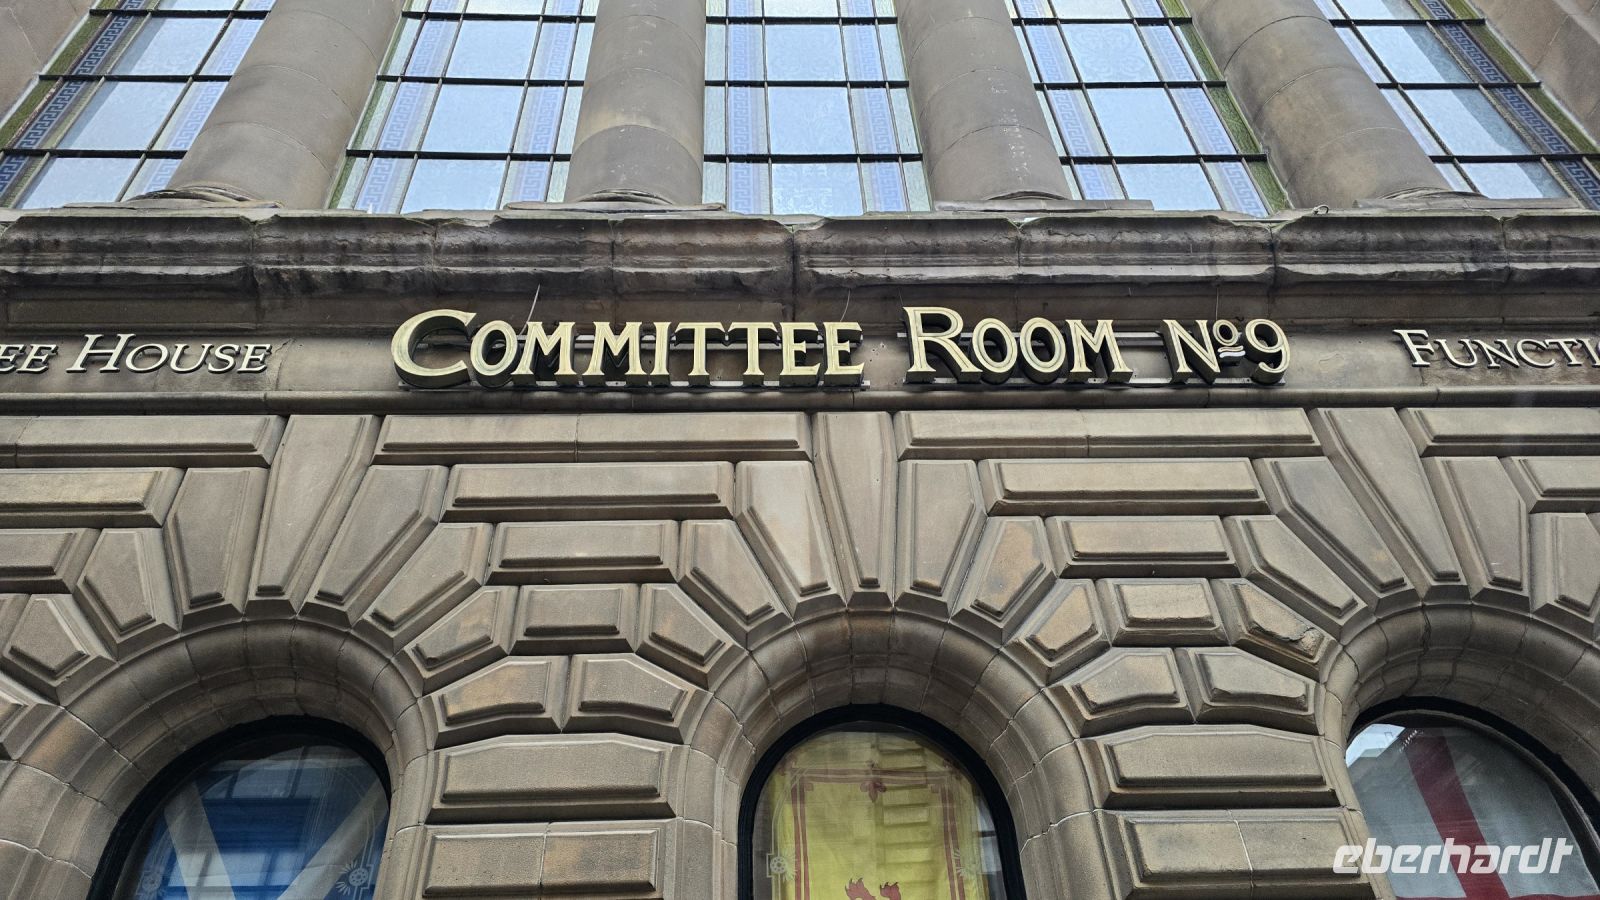 EE HOUSE COMMITTEE ROOM Nº9 FUNCTI
eberhardt